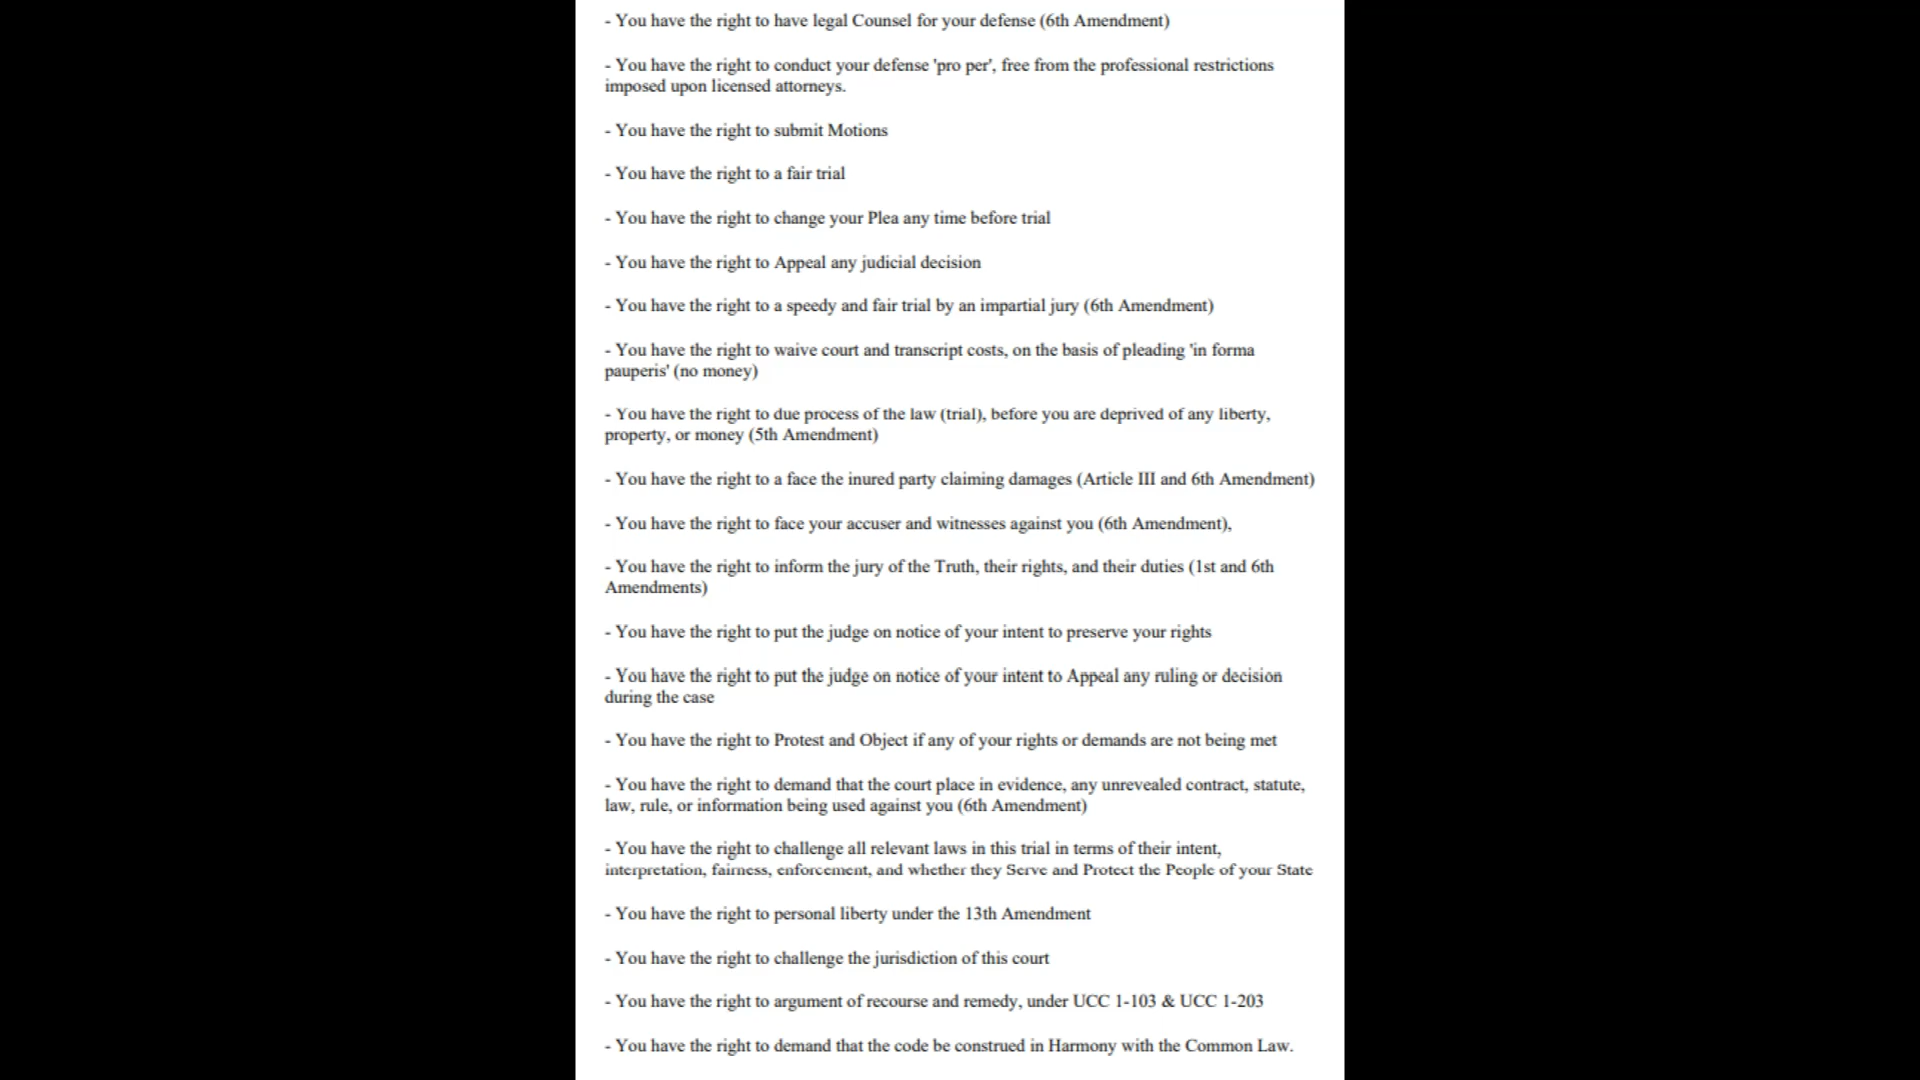 - You have the right to have legal Counsel for your defense (6th Amendment)
- You have the right to conduct your defense 'pro per', free from the professional restrictions
imposed upon licensed attorneys.
- You have the right to submit Motions
- You have the right to a fair trial
- You have the right to change your Plea any time before trial
- You have the right to Appeal any judicial decision
- You have the right to a speedy and fair trial by an impartial jury (6th Amendment)
- You have the right to waive court and transcript costs, on the basis of pleading 'in forma
pauperis' (no money)
- You have the right to due process of the law (trial), before you are deprived of any liberty,
property, or money (5th Amendment)
- You have the right to a face the inured party claiming damages (Article III and 6th Amendment)
- You have the right to face your accuser and witnesses against you (6th Amendment),
- You have the right to inform the jury of the Truth, their rights, and their duties (1st and 6th
Amendments)
- You have the right to put the judge on notice of your intent to preserve your rights
- You have the right to put the judge on notice of your intent to Appeal any ruling or decision
during the case
- You have the right to Protest and Object if any of your rights or demands are not being met
- You have the right to demand that the court place in evidence, any unrevealed contract, statute,
law, rule, or information being used against you (6th Amendment)
- You have the right to challenge all relevant laws in this trial in terms of their intent,
interpretation, fairness, enforcement, and whether they Serve and Protect the People of your State
- You have the right to personal liberty under the 13th Amendment
- You have the right to challenge the jurisdiction of this court
- You have the right to argument of recourse and remedy, under UCC 1-103 & UCC 1-203
- You have the right to demand that the code be construed in Harmony with the Common Law.